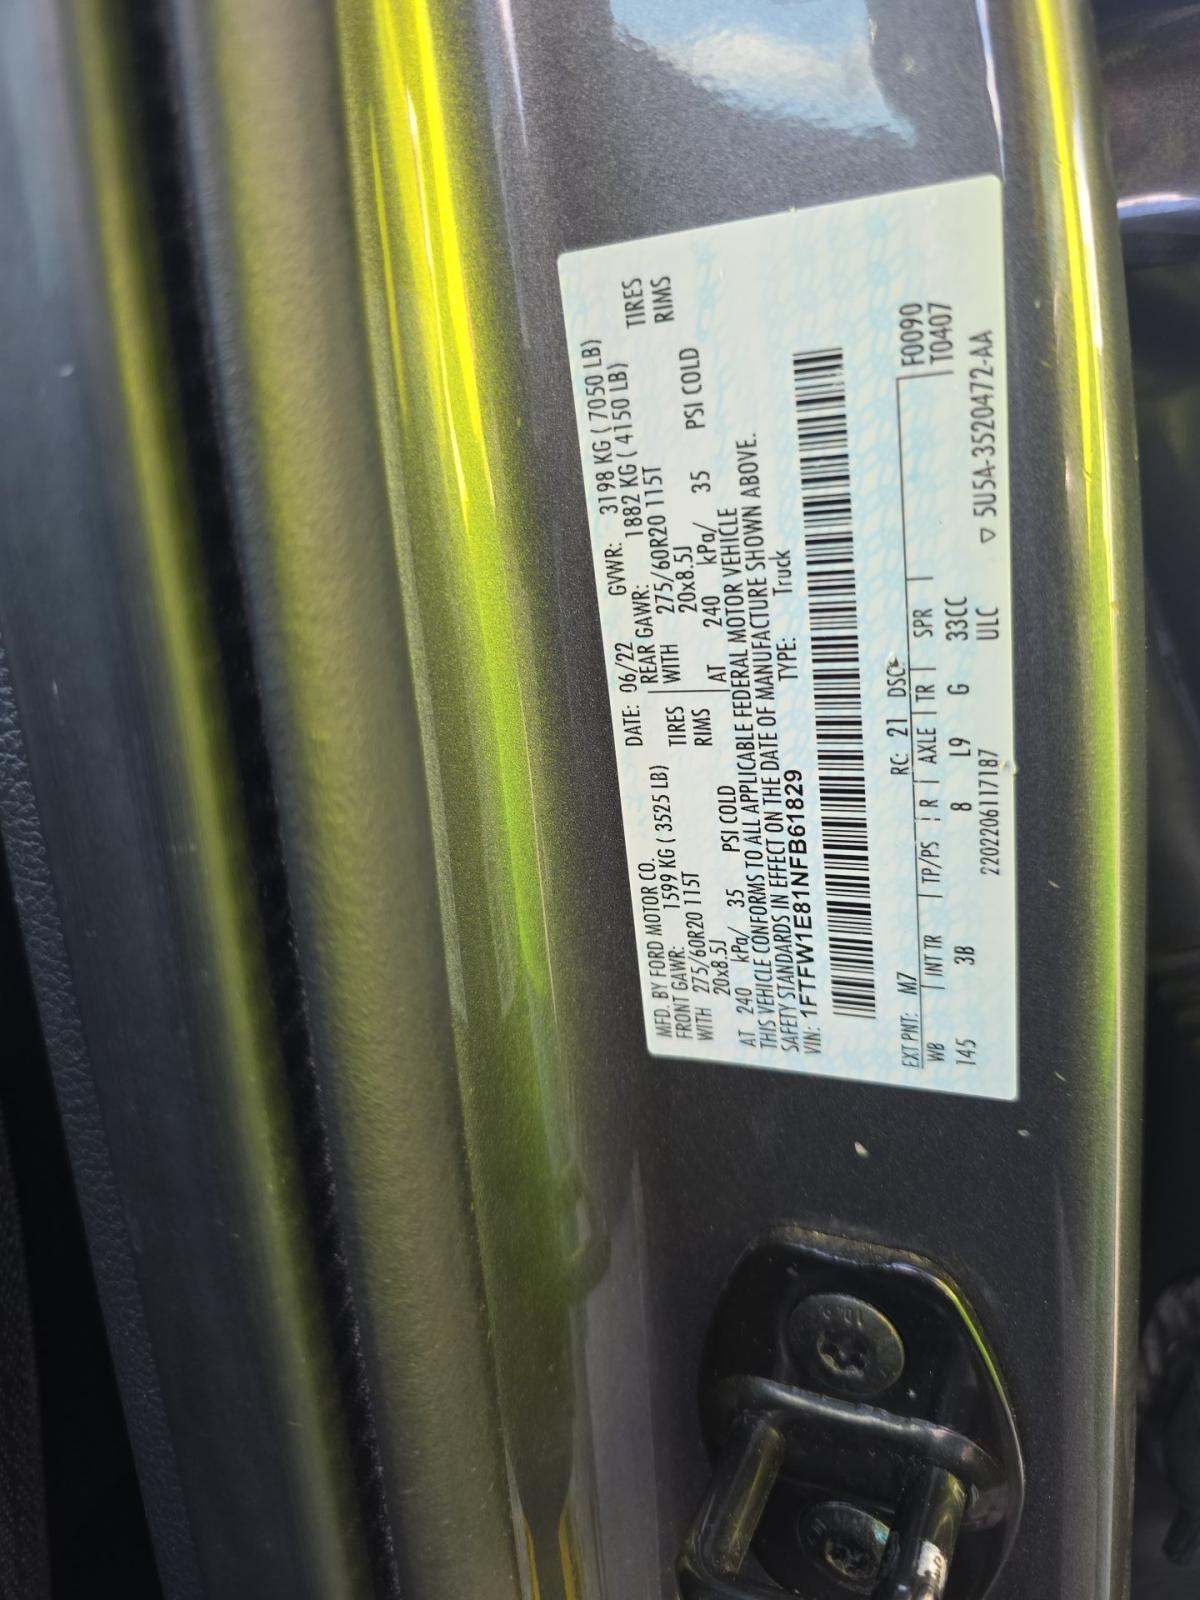 MFD. BY FORD MOTOR CO. DATE: 06/22 GVWR: 3198 KG ( 7050 LB)
FRONT GAWR: 1599 KG ( 3525 LB) REAR GAWR: 1882 KG ( 4150 LB)
WITH 275/60R20 115T TIRES WITH 275/60R20 115T TIRES
20x8.5J RIMS 20x8.5J RIMS
AT 240 kPa/ 35 PSI COLD AT 240 kPa/ 35 PSI COLD
THIS VEHICLE CONFORMS TO ALL APPLICABLE FEDERAL MOTOR VEHICLE
SAFETY STANDARDS IN EFFECT ON THE DATE OF MANUFACTURE SHOWN ABOVE.
VIN: 1FTFW1E81NFB61829 TYPE: Truck
EXT PNT: M7 RC: 21 DSO: F0090
WB INT TR TP/PS R AXLE TR SPR T0407
145 3B 8 L9 G 33CC
2202206117187 ULC ▽ 5U5A-3520472-AA